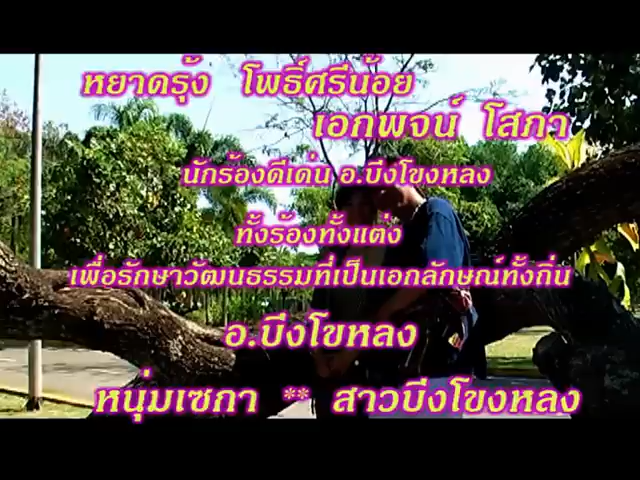 หยาดรุ้ง โพธิ์ศรีน้อย
เอกพจน์ โสภา
นักร้องดีเด่น อ.บึงโขงหลง
ทั้งร้องทั้งแต่ง
เพื่อรักษาวัฒนธรรมที่เป็นเอกลักษณ์ทั้งถิ่น
อ.บึงโขหลง
หนุ่มเซกา ** สาวบึงโขงหลง